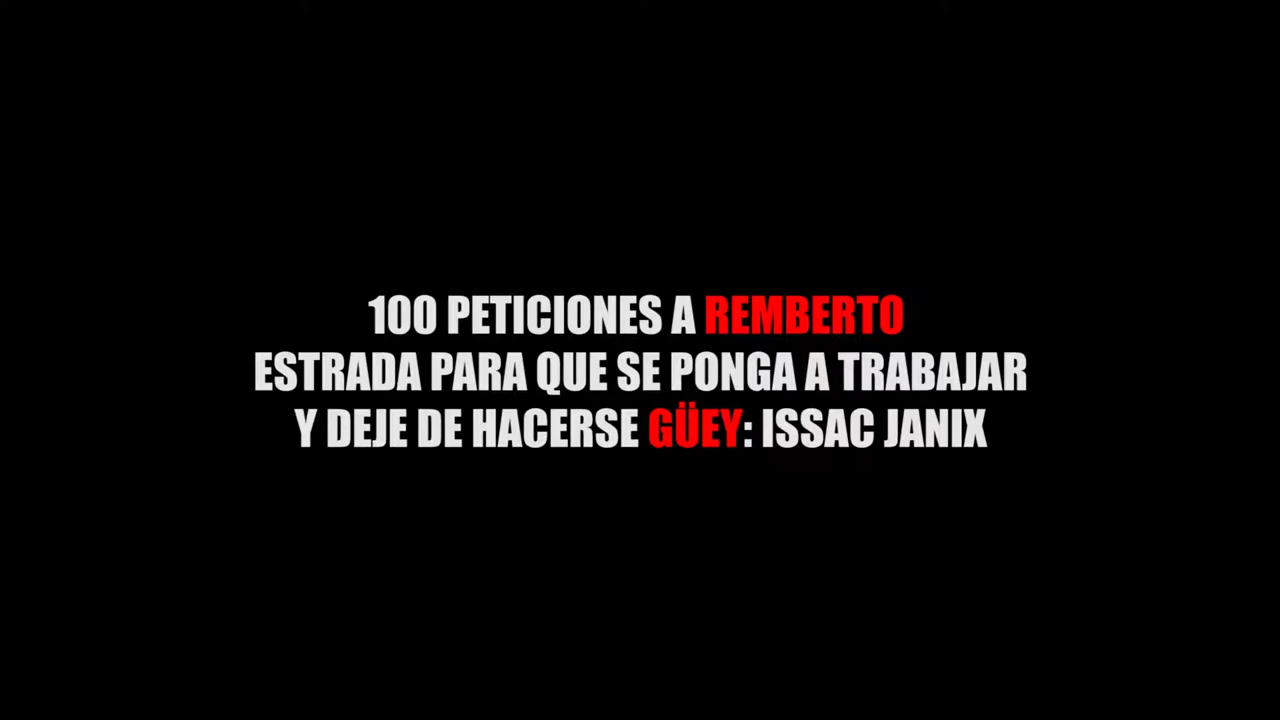 100 PETICIONES A REMBERTO
ESTRADA PARA QUE SE PONGA A TRABAJAR
Y DEJE DE HACERSE GÜEY: ISSAC JANIX